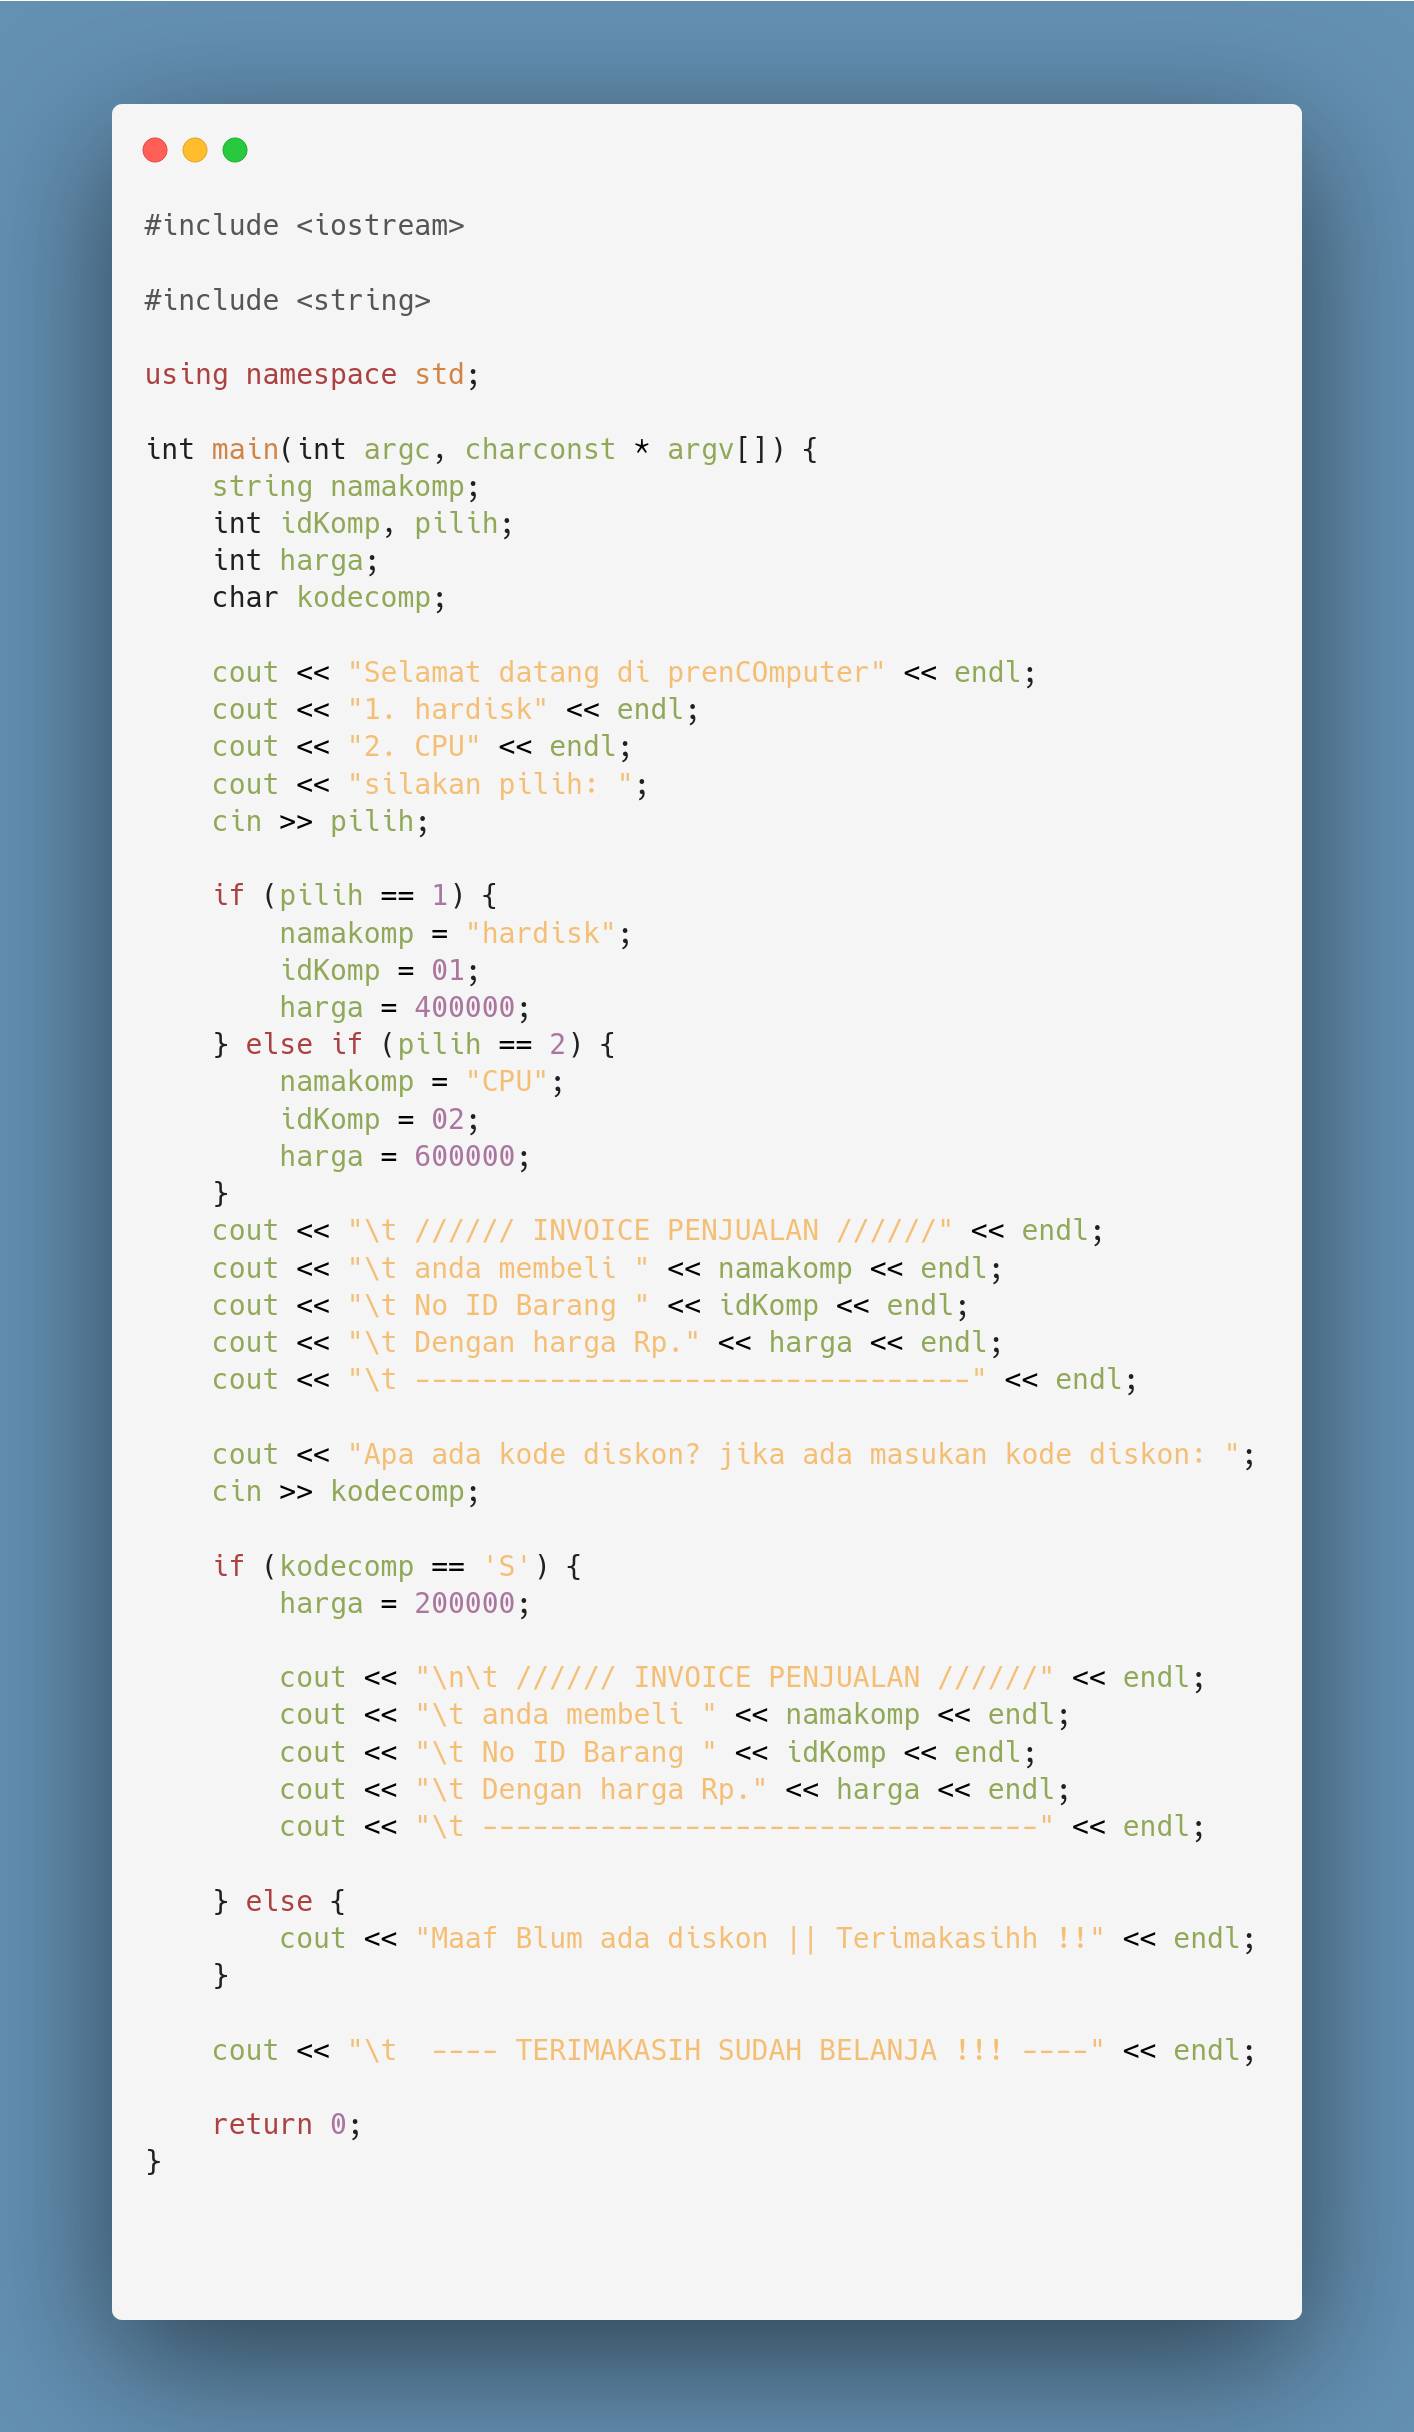 #include <iostream>
#include <string>
using namespace std;
int main(int argc, charconst * argv[]) {
    string namakomp;
    int idKomp, pilih;
    int harga;
    char kodecomp;
    cout << "Selamat datang di prenCOmputer" << endl;
    cout << "1. hardisk" << endl;
    cout << "2. CPU" << endl;
    cout << "silakan pilih: ";
    cin >> pilih;
    if (pilih == 1) {
        namakomp = "hardisk";
        idKomp = 01;
        harga = 400000;
    } else if (pilih == 2) {
        namakomp = "CPU";
        idKomp = 02;
        harga = 600000;
    }
    cout << "\t ////// INVOICE PENJUALAN //////" << endl;
    cout << "\t anda membeli " << namakomp << endl;
    cout << "\t No ID Barang " << idKomp << endl;
    cout << "\t Dengan harga Rp." << harga << endl;
    cout << "\t ---------------------------------" << endl;
    cout << "Apa ada kode diskon? jika ada masukan kode diskon: ";
    cin >> kodecomp;
    if (kodecomp == 'S') {
        harga = 200000;
        cout << "\n\t ////// INVOICE PENJUALAN //////" << endl;
        cout << "\t anda membeli " << namakomp << endl;
        cout << "\t No ID Barang " << idKomp << endl;
        cout << "\t Dengan harga Rp." << harga << endl;
        cout << "\t ---------------------------------" << endl;
    } else {
        cout << "Maaf Blum ada diskon || Terimakasihh !!" << endl;
    }
    cout << "\t  ---- TERIMAKASIH SUDAH BELANJA !!! ----" << endl;
    return 0;
}